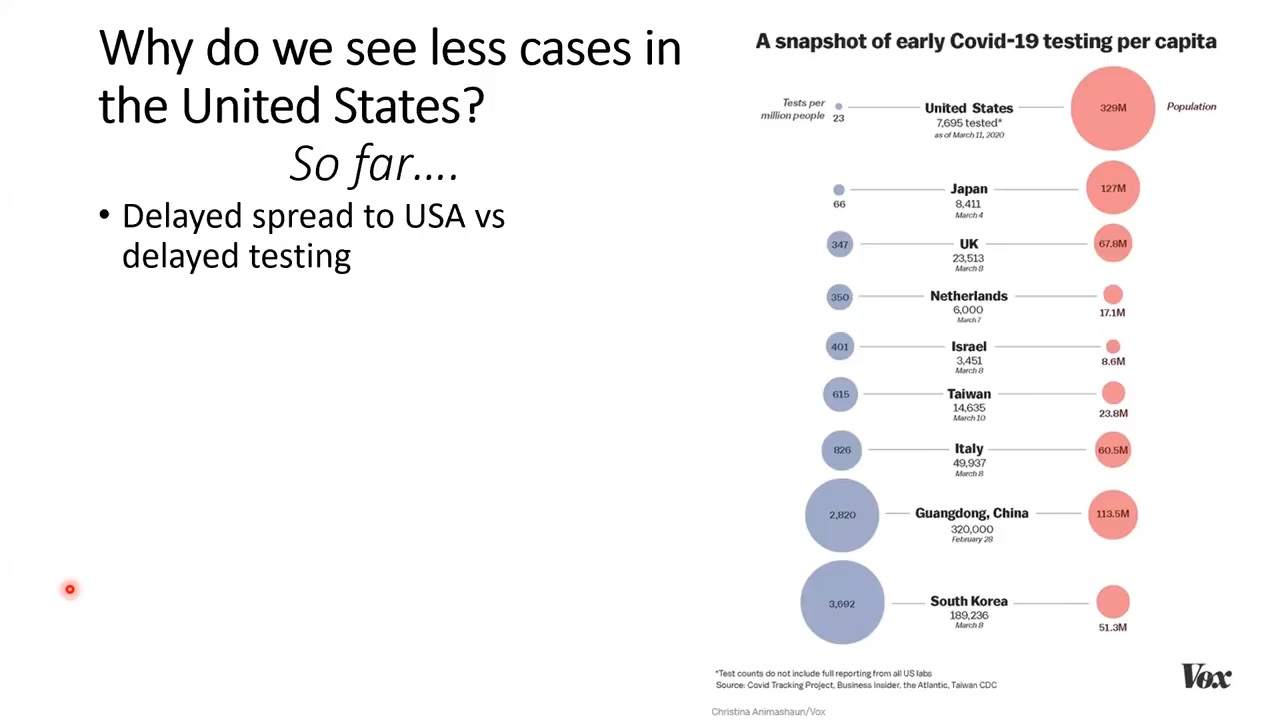 Why do we see less cases in
the United States?
So far....
• Delayed spread to USA vs
delayed testing
A snapshot of early Covid-19 testing per capita
Tests per
million people
23
United States
7,695 tested*
as of March 11, 2020
329M
Population
66
Japan
8,411
March 4
127M
347
UK
23,513
March 8
67.8M
350
Netherlands
6,000
March 7
17.1M
401
Israel
3,451
March 8
8.6M
615
Taiwan
14,635
March 10
23.8M
826
Italy
49,937
March 8
60.5M
2,820
Guangdong, China
320,000
February 28
113.5M
3,692
South Korea
189,236
March 8
51.3M
*Test counts do not include full reporting from all US labs
Source: Covid Tracking Project, Business Insider, the Atlantic, Taiwan CDC
Vox
Christina Animashaun/Vox